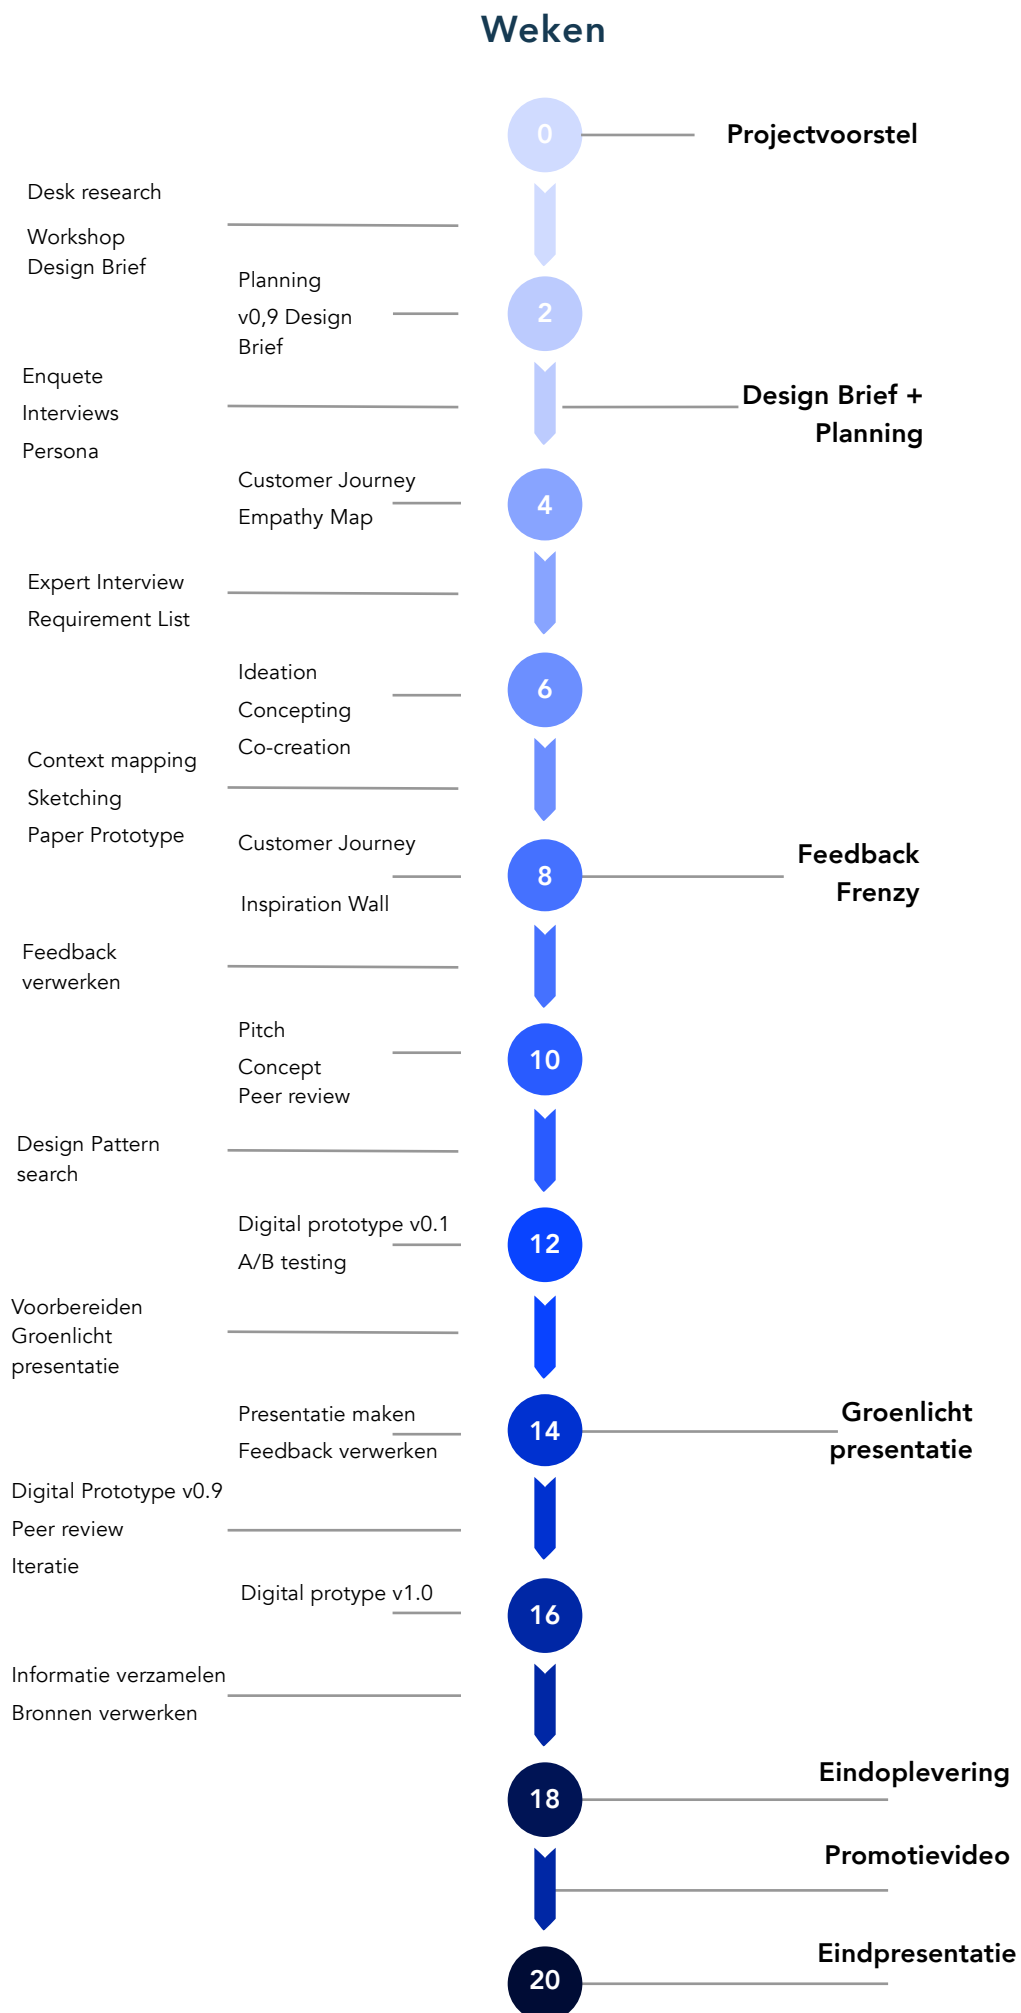 Weken
0
Projectvoorstel
Desk research
Workshop
Design Brief
Planning
v0,9 Design
Brief
2
Enquete
Interviews
Persona
Design Brief +
Planning
Customer Journey
Empathy Map
4
Expert Interview
Requirement List
Ideation
Concepting
Co-creation
6
Context mapping
Sketching
Paper Prototype
Customer Journey
Inspiration Wall
8
Feedback
Frenzy
Feedback
verwerken
Pitch
Concept
Peer review
10
Design Pattern
search
Digital prototype v0.1
A/B testing
12
Voorbereiden
Groenlicht
presentatie
Presentatie maken
Feedback verwerken
14
Groenlicht
presentatie
Digital Prototype v0.9
Peer review
Iteratie
Digital protype v1.0
16
Informatie verzamelen
Bronnen verwerken
18
Eindoplevering
Promotievideo
20
Eindpresentatie